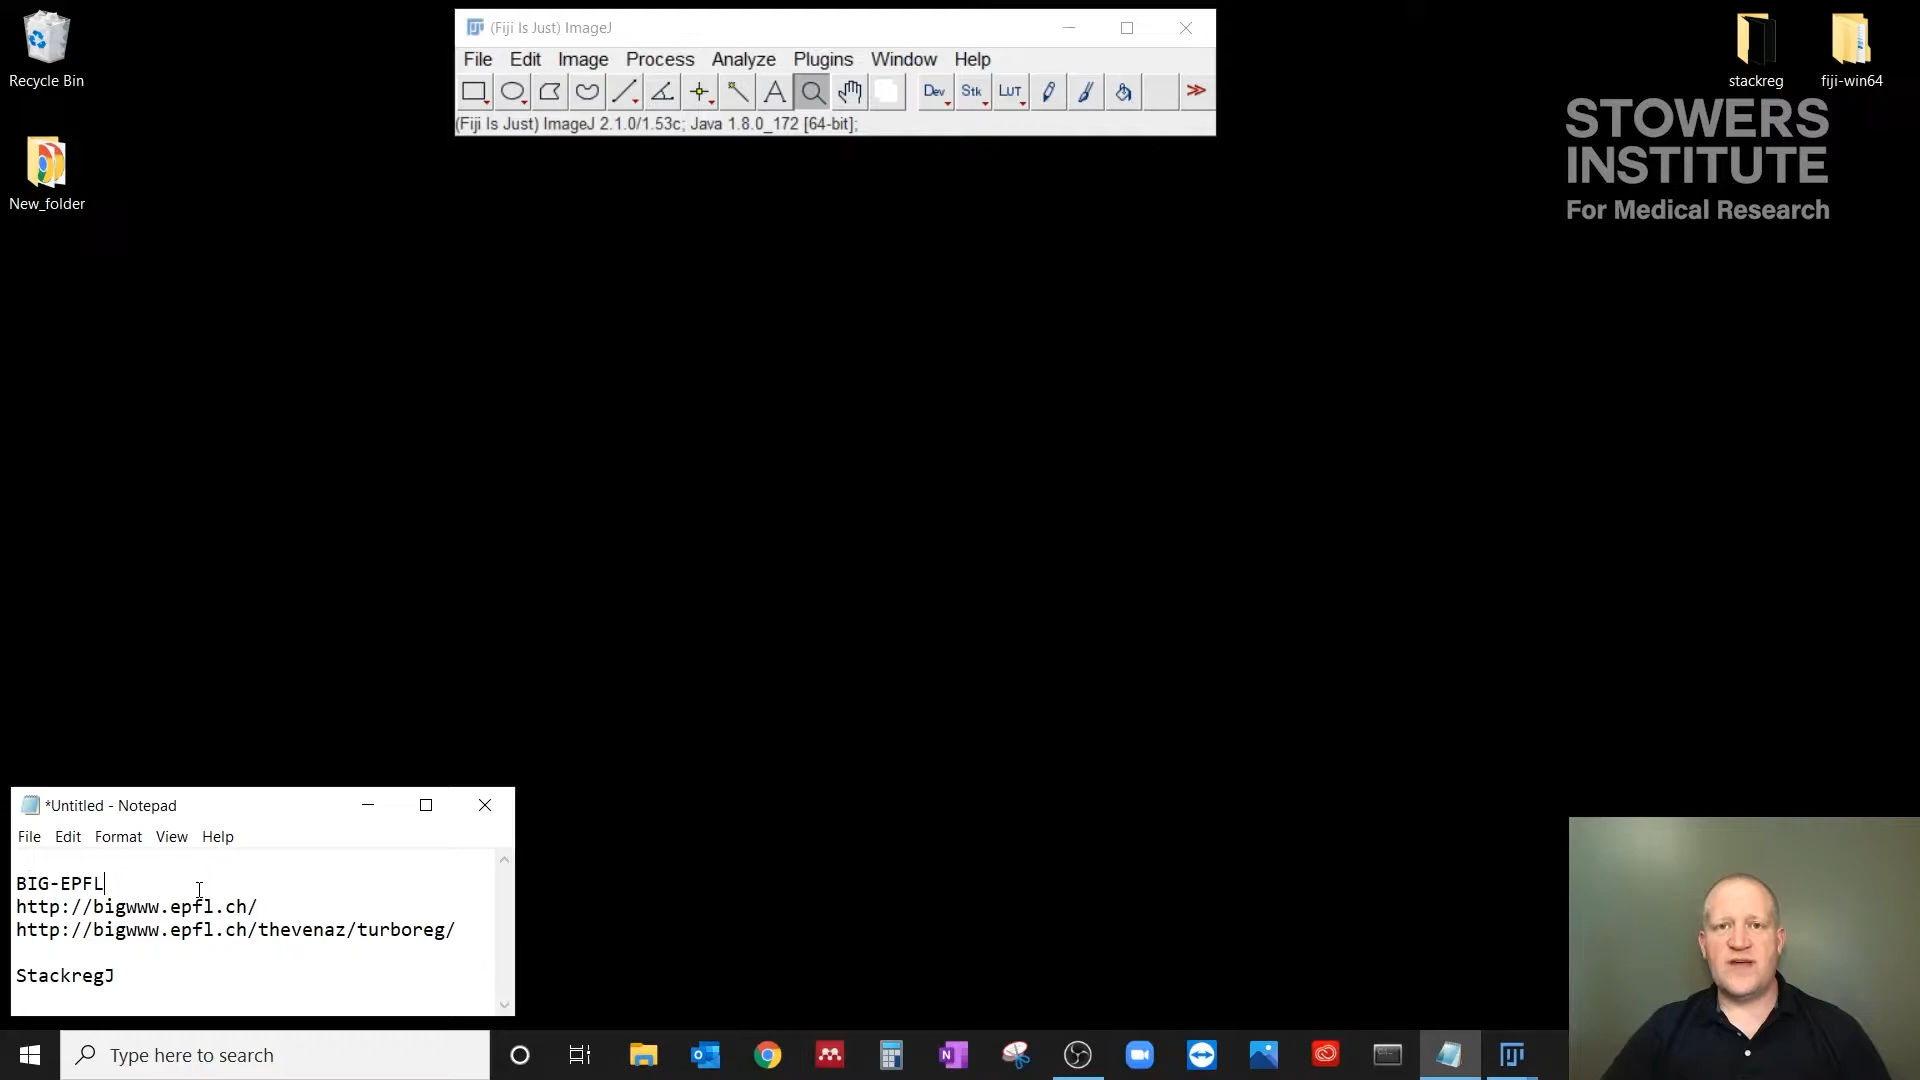 Recycle Bin
New_folder
(Fiji Is Just) ImageJ
File Edit Image Process Analyze Plugins Window Help
Dev Stk LUT >>
(Fiji Is Just) ImageJ 2.1.0/1.53c; Java 1.8.0_172 [64-bit];
stackreg
fiji-win64
STOWERS
INSTITUTE
For Medical Research
*Untitled - Notepad
File Edit Format View Help
BIG-EPFL
http://bigwww.epfl.ch/
http://bigwww.epfl.ch/thevenaz/turboreg/
StackregJ
Type here to search